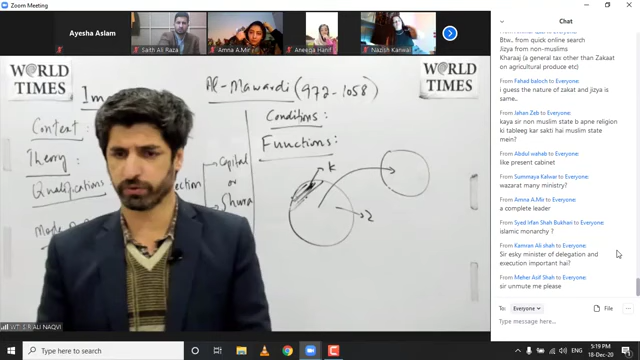 Zoom Meeting
Ayesha Aslam
Saith Ali Raza
Amna A.Mir
Aneeqa Hanif
Nazish Kanwal
WORLD
TIMES
WORLD
TIMES
Al-Mawardi (972-1058)
Context:
Theory:
Qualifications
Capital
or
Shura
Conditions:
Functions:
K
Z
WT- S R ALI NAQVI
Chat
Btw.. from quick online search
Jizya from non-muslims
Kharaaj (a general tax other than Zakaat
on agricultural produce etc)
From Fahad baloch to Everyone:
i guess the nature of zakat and jizya is
same..
From Jahan Zeb to Everyone:
kaya sir non muslim state b apne religion
ki tableeg kar sakti hai muslim state
mein?
From Abdul wahab to Everyone:
like present cabinet
From Summaya Kalwar to Everyone:
wazarat many ministry?
From Amna A.Mir to Everyone:
a complete leader
From Syed Irfan Shah Bukhari to Everyone:
islamic monarchy ?
From Kamran Ali shah to Everyone:
Sir esky minister of delegation and
execution important hai?
From Meher Asif Shah to Everyone:
sir unmute me please
To: Everyone
File
Type message here...
Type here to search
5:19 PM
18-Dec-20